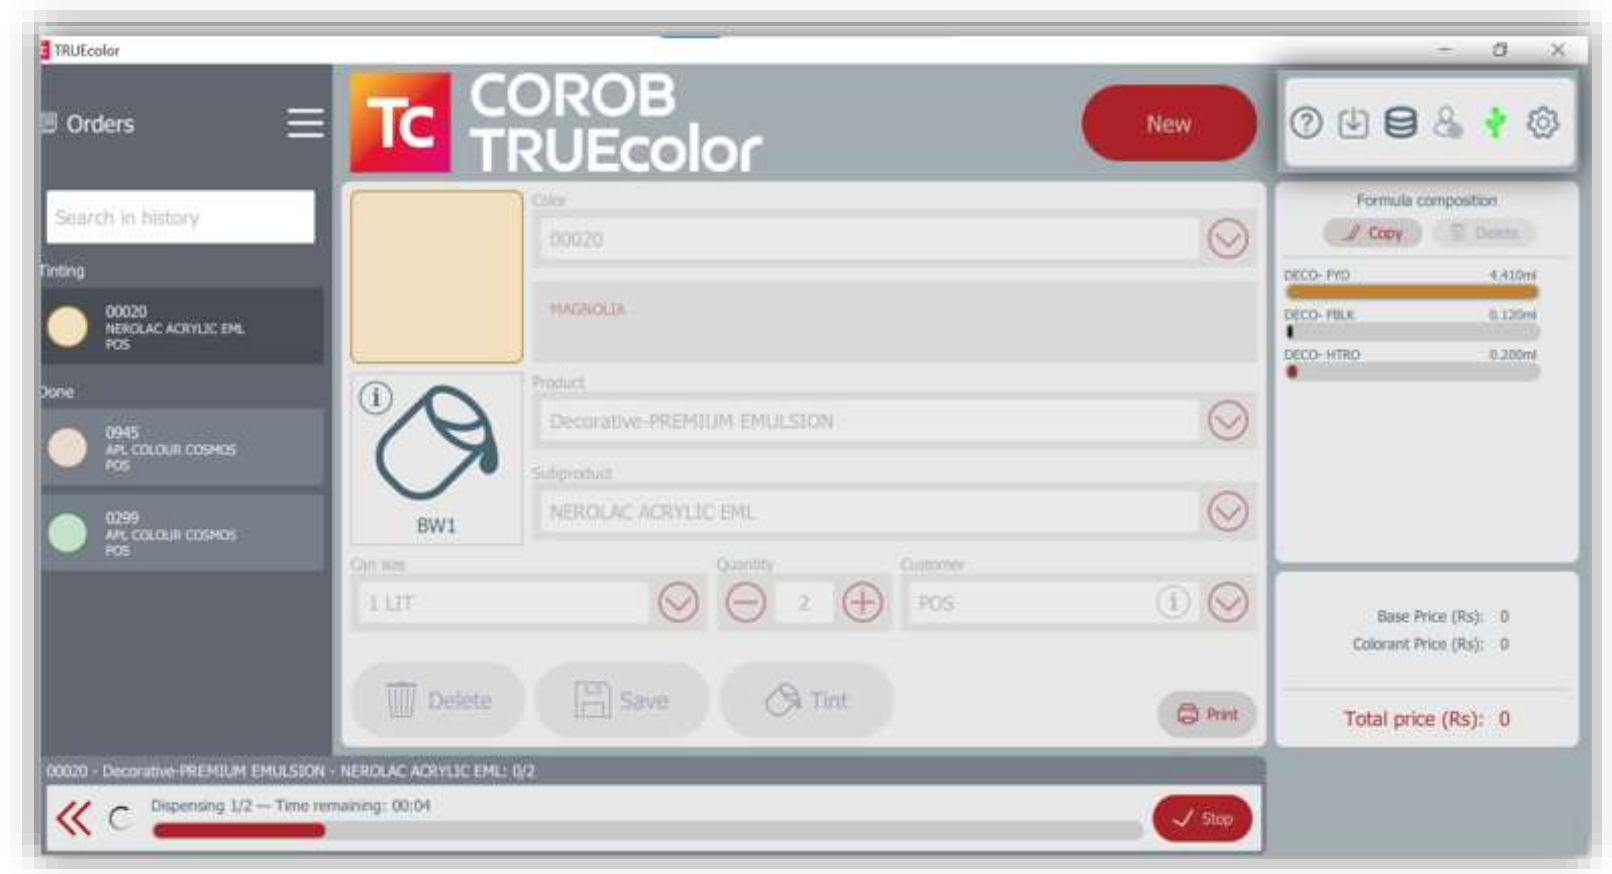 TRUEcolor
Orders
Tc COROB
TRUEcolor
New
Search in history
Tinting
00020
NEROLAC ACRYLIC EML
POS
Done
0945
APL COLOUR COSMOS
POS
0299
APL COLOUR COSMOS
POS
Color
00020
MAGNOLIA
Product
Decorative-PREMIUM EMULSION
Subproduct
NEROLAC ACRYLIC EML
BW1
Can size
1 LIT
Quantity
2
Customer
POS
Delete
Save
Tint
Print
Formula composition
Copy
Delete
DECO- FYO 4.410ml
DECO- FBLK 0.120ml
DECO- HTRO 0.200ml
Base Price (Rs): 0
Colorant Price (Rs): 0
Total price (Rs): 0
00020 - Decorative-PREMIUM EMULSION - NEROLAC ACRYLIC EML: 0/2
Dispensing 1/2 — Time remaining: 00:04
Stop